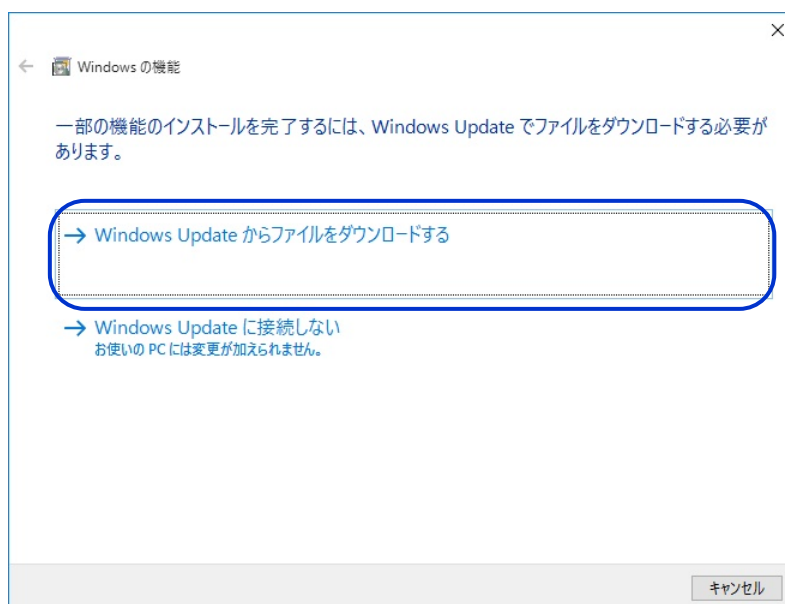 Windows の機能
一部の機能のインストールを完了するには、Windows Update でファイルをダウンロードする必要が
あります。
Windows Update からファイルをダウンロードする
Windows Update に接続しない
お使いの PC には変更が加えられません。
キャンセル